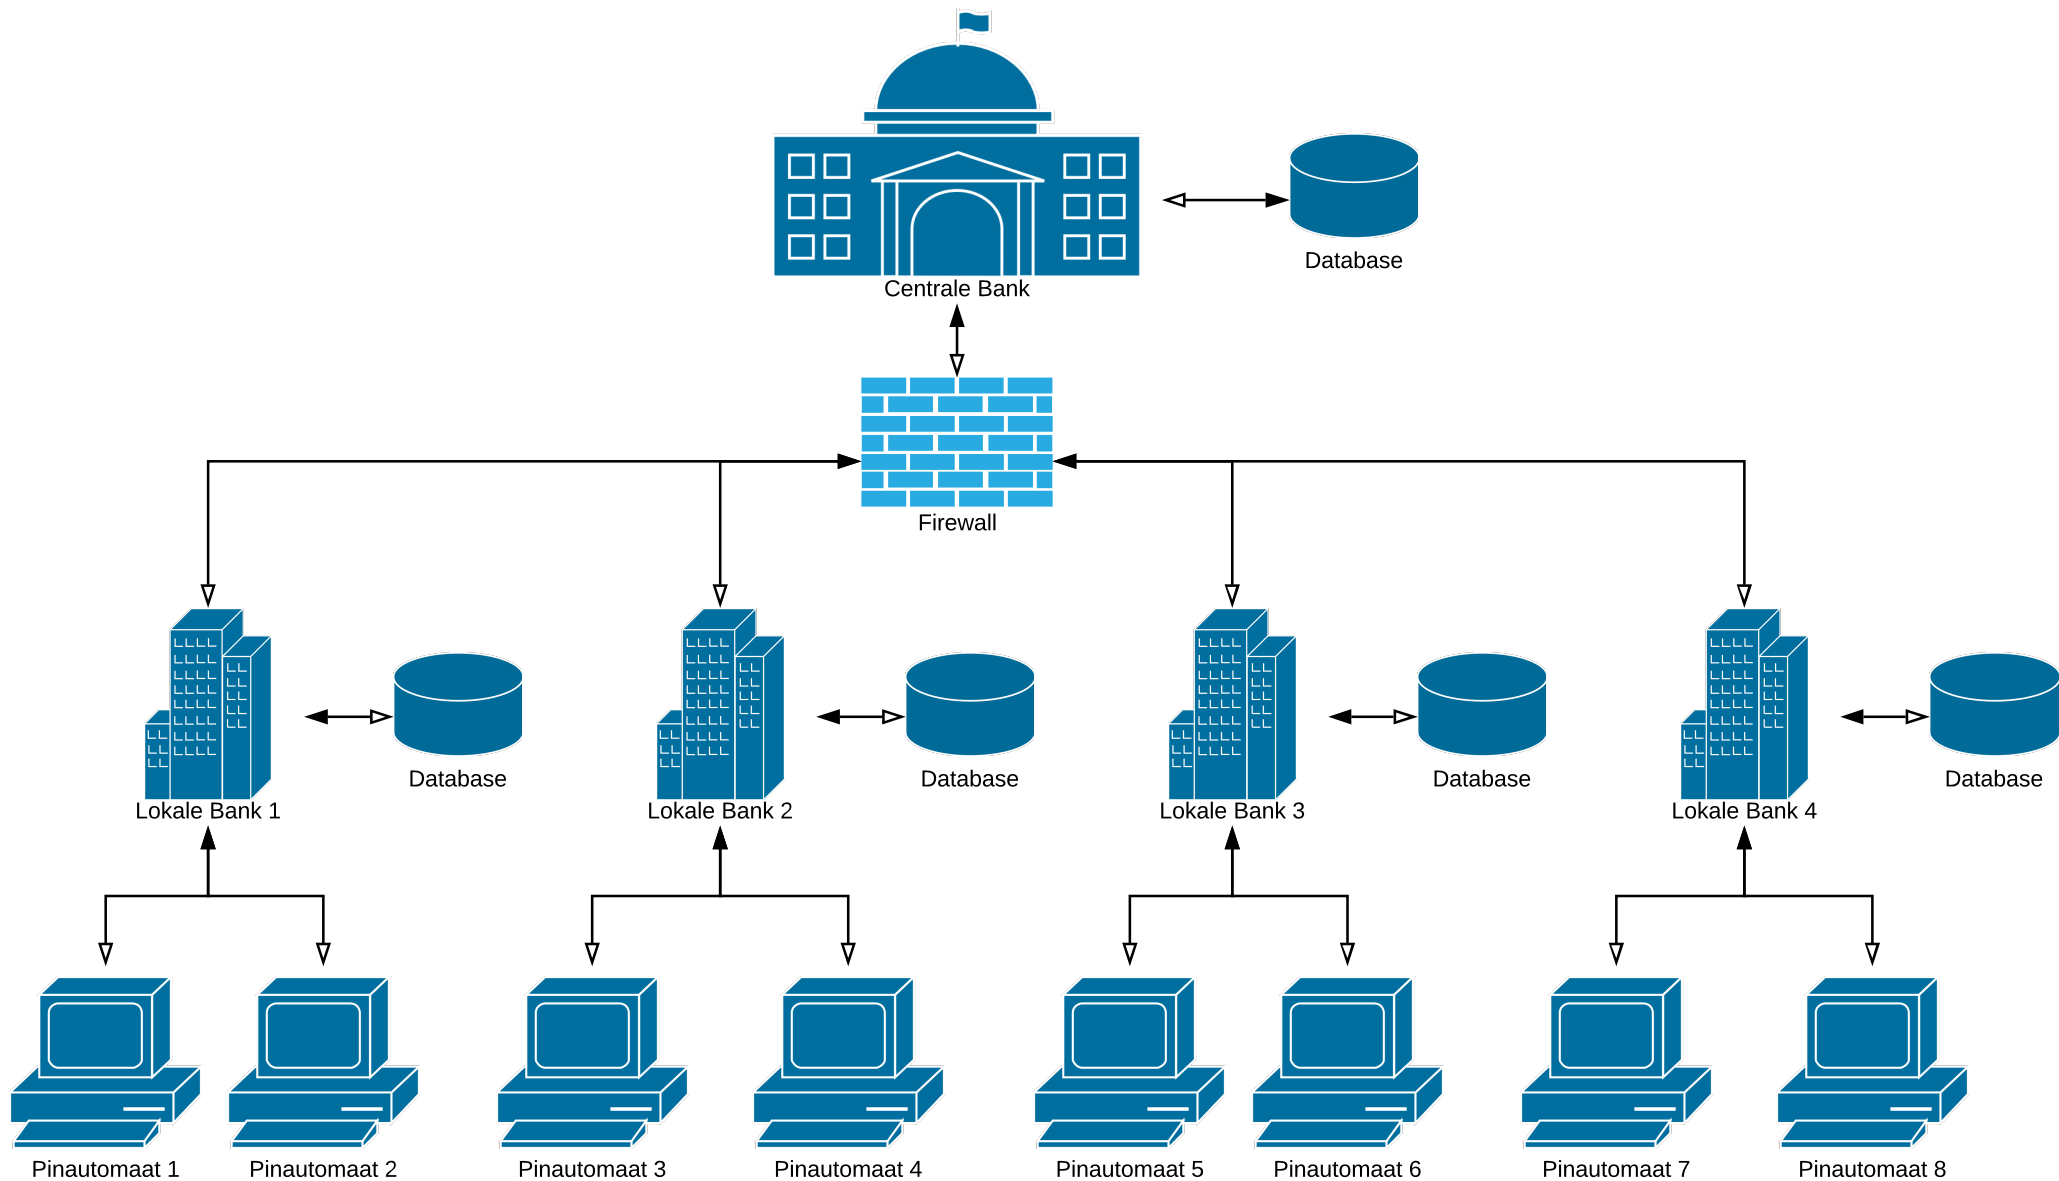 Database
Centrale Bank
Firewall
Database
Database
Database
Database
Lokale Bank 1
Lokale Bank 2
Lokale Bank 3
Lokale Bank 4
Pinautomaat 1
Pinautomaat 2
Pinautomaat 3
Pinautomaat 4
Pinautomaat 5
Pinautomaat 6
Pinautomaat 7
Pinautomaat 8